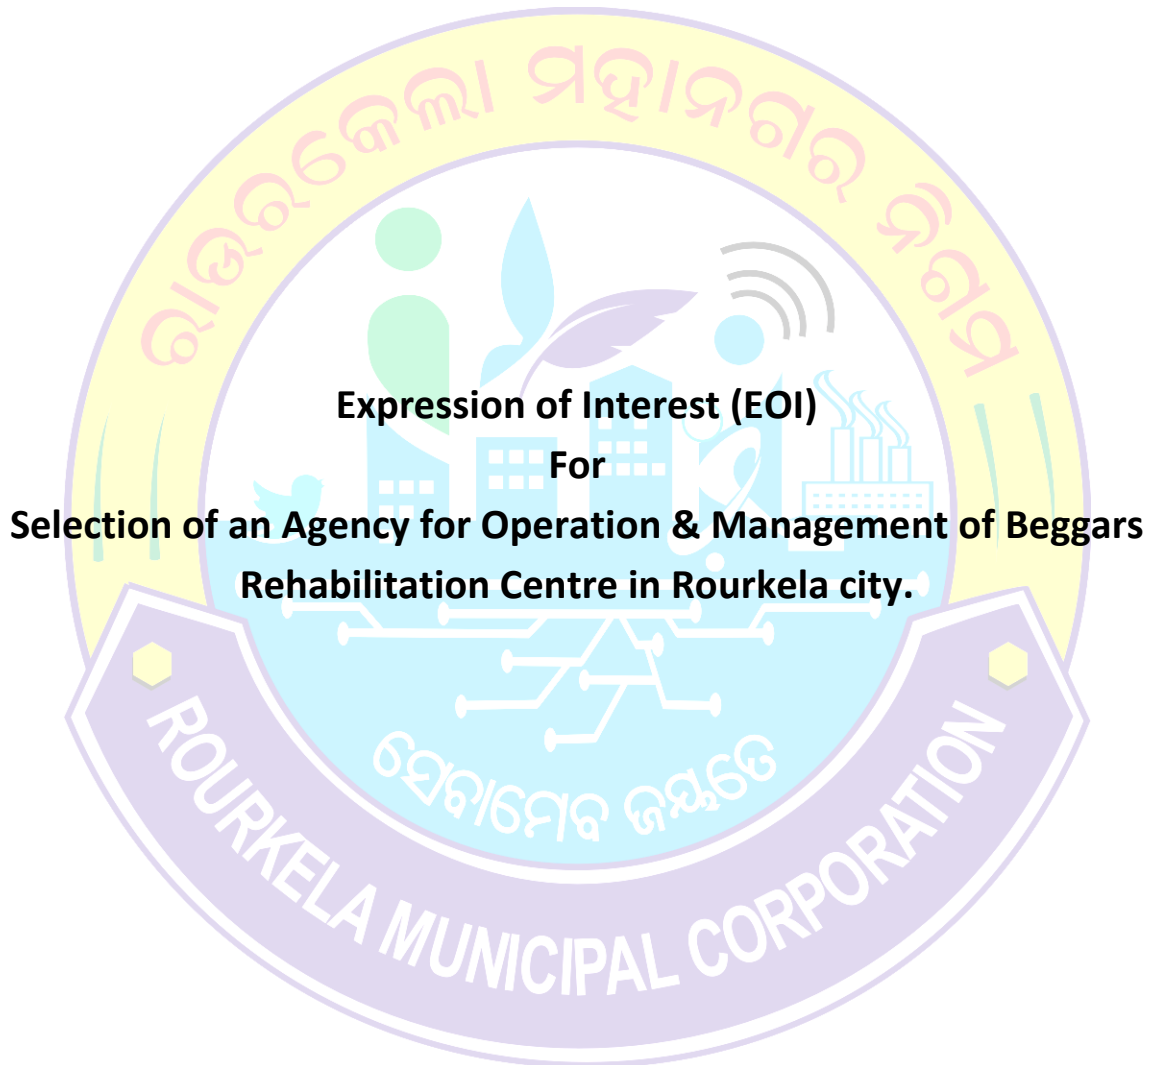 ରାଉରକେଲା ମହାନଗର ନିଗମ
Expression of Interest (EOI)
For
Selection of an Agency for Operation & Management of Beggars
Rehabilitation Centre in Rourkela city.
ସେବାମେବ ଜୟତେ
ROURKELA MUNICIPAL CORPORATION